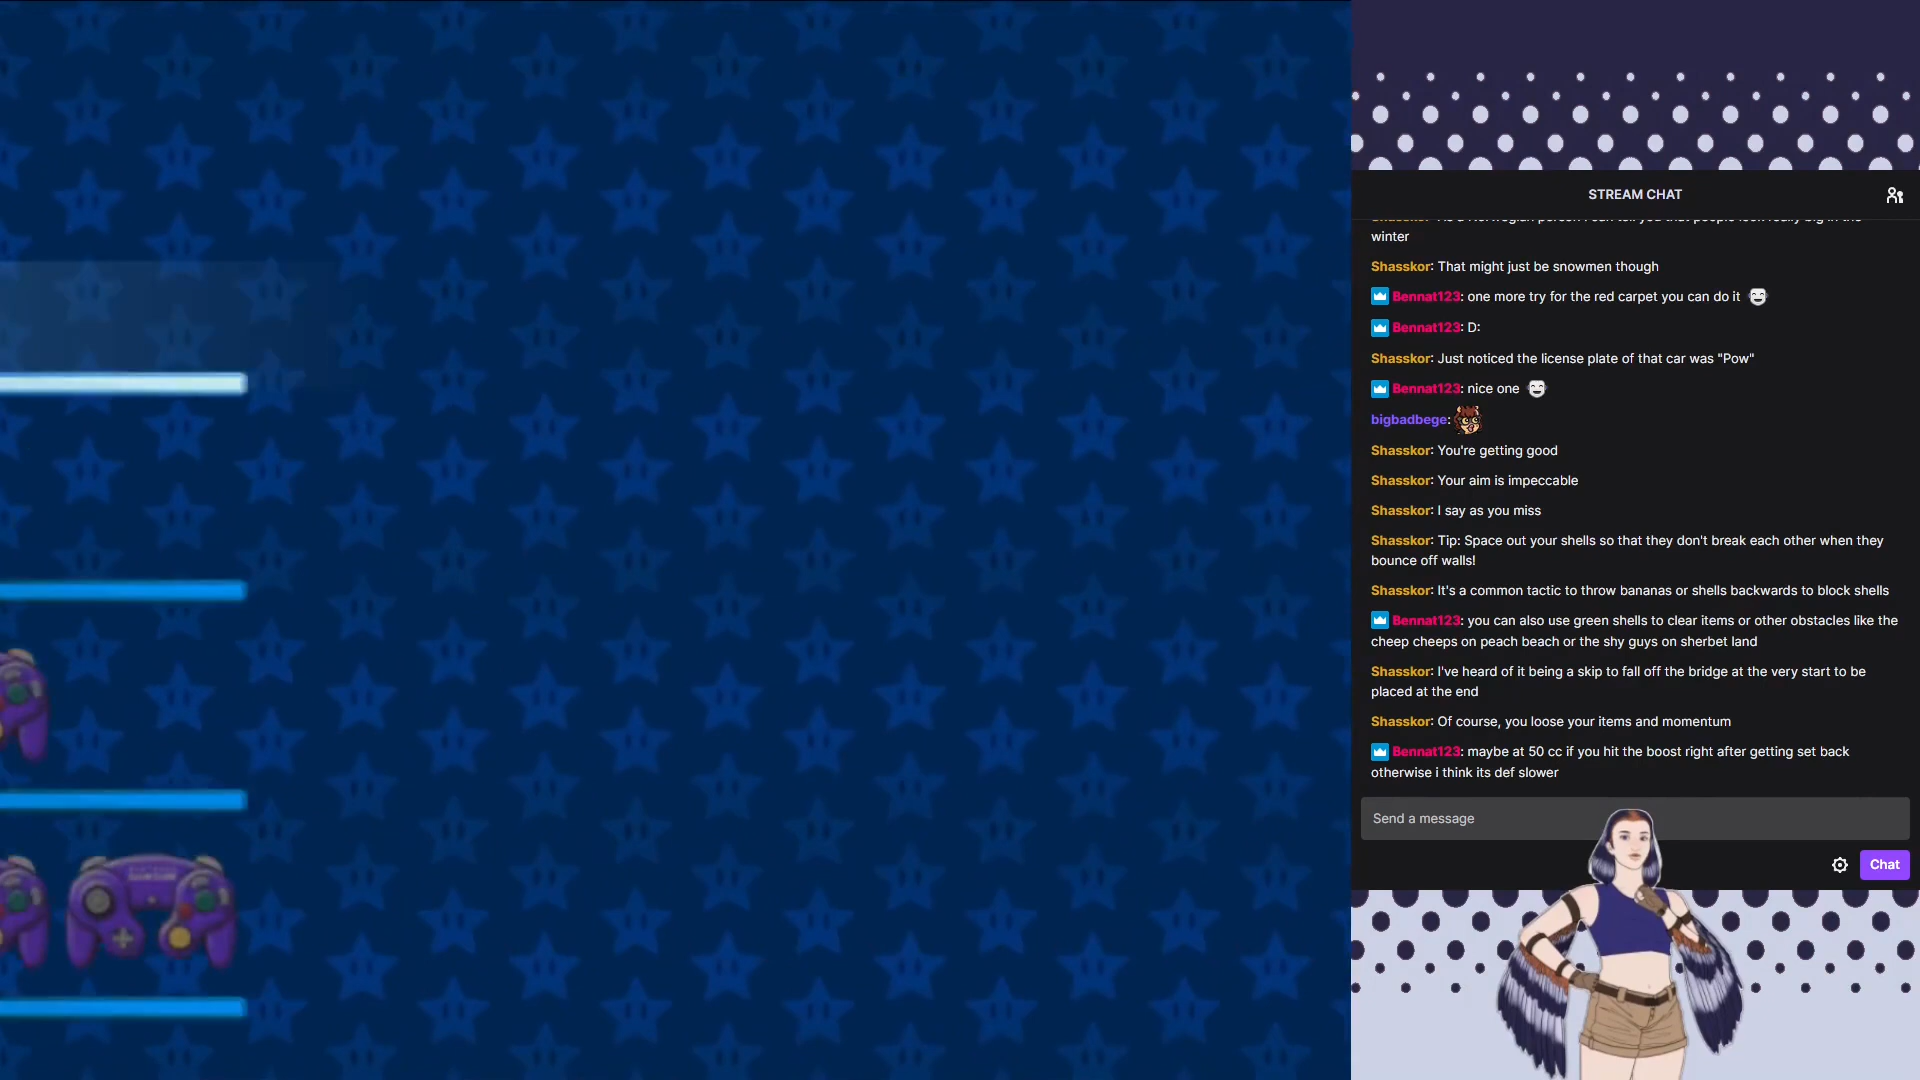 STREAM CHAT
winter
Shasskor: That might just be snowmen though
Bennat123: one more try for the red carpet you can do it
Bennat123: D:
Shasskor: Just noticed the license plate of that car was "Pow"
Bennat123: nice one
bigbadbege:
Shasskor: You're getting good
Shasskor: Your aim is impeccable
Shasskor: I say as you miss
Shasskor: Tip: Space out your shells so that they don't break each other when they
bounce off walls!
Shasskor: It's a common tactic to throw bananas or shells backwards to block shells
Bennat123: you can also use green shells to clear items or other obstacles like the
cheep cheeps on peach beach or the shy guys on sherbet land
Shasskor: I've heard of it being a skip to fall off the bridge at the very start to be
placed at the end
Shasskor: Of course, you loose your items and momentum
Bennat123: maybe at 50 cc if you hit the boost right after getting set back
otherwise i think its def slower
Send a message
Chat